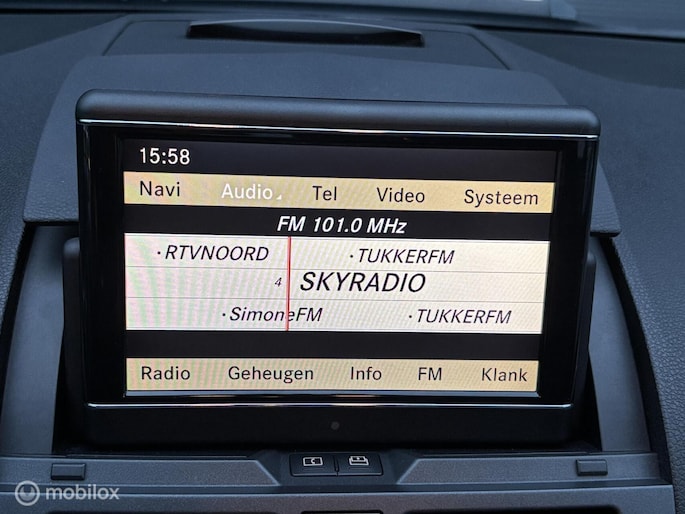 15:58
Navi Audio Tel Video Systeem
FM 101.0 MHz
·RTVNOORD ·TUKKERFM
4 SKYRADIO
·SimoneFM ·TUKKERFM
Radio Geheugen Info FM Klank
mobilox